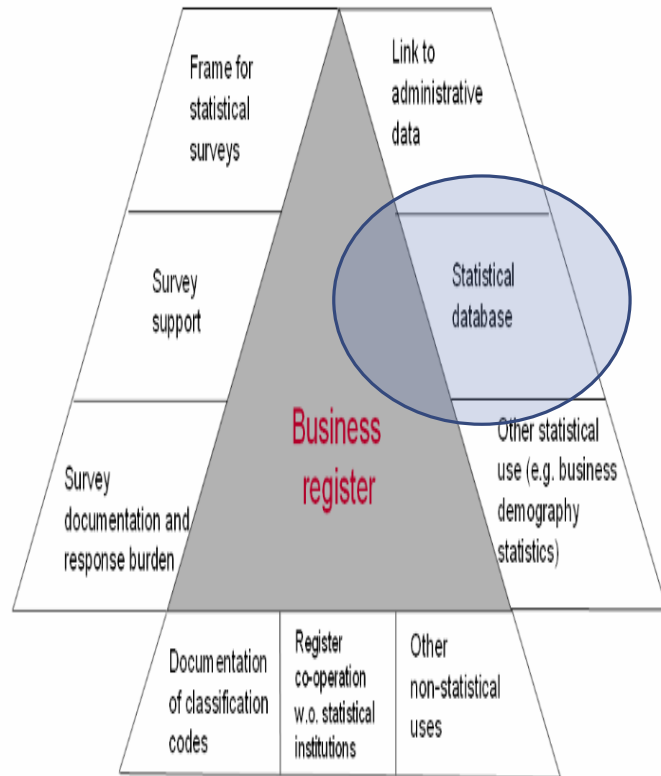 Frame for
statistical
surveys
Link to
administrative
data
Survey
support
Statistical
database
Business
register
Survey
documentation and
response burden
Other statistical
use (e.g. business
demography
statistics)
Documentation
of classification
codes
Register
co-operation
w.o. statistical
institutions
Other
non-statistical
uses